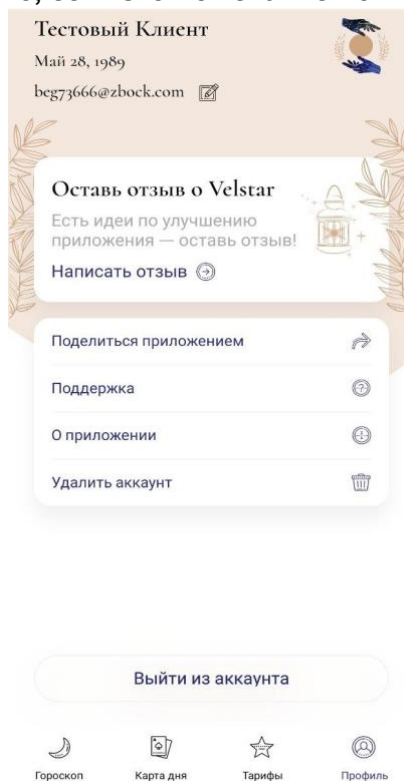 Тестовый Клиент
Май 28, 1989
beg73666@zbock.com
Оставь отзыв о Velstar
Есть идеи по улучшению
приложения — оставь отзыв!
Написать отзыв
Поделиться приложением
Поддержка
О приложении
Удалить аккаунт
Выйти из аккаунта
Гороскоп Карта дня Тарифы Профиль